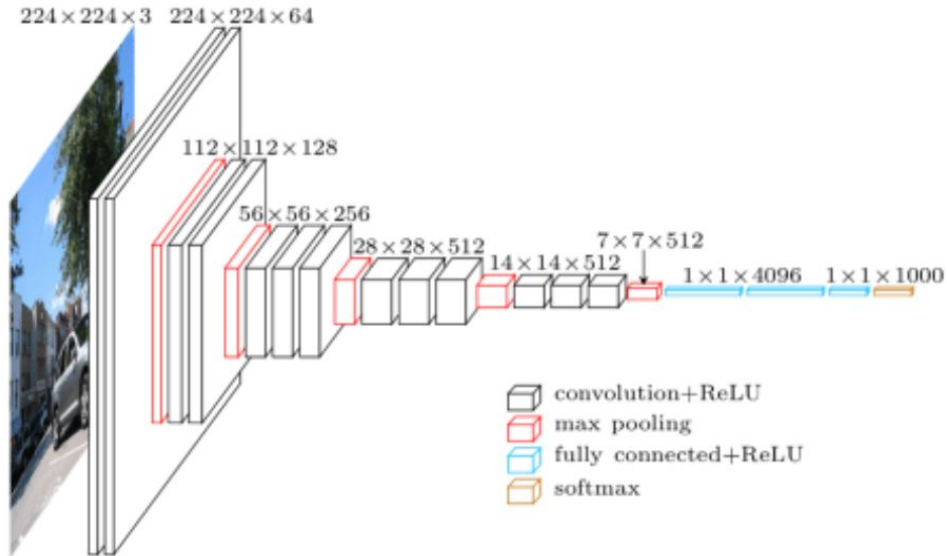 224×224×3
224×224×64
112×112×128
56×56×256
28×28×512
14×14×512
7×7×512
1×1×4096
1×1×1000
convolution+ReLU
max pooling
fully connected+ReLU
softmax